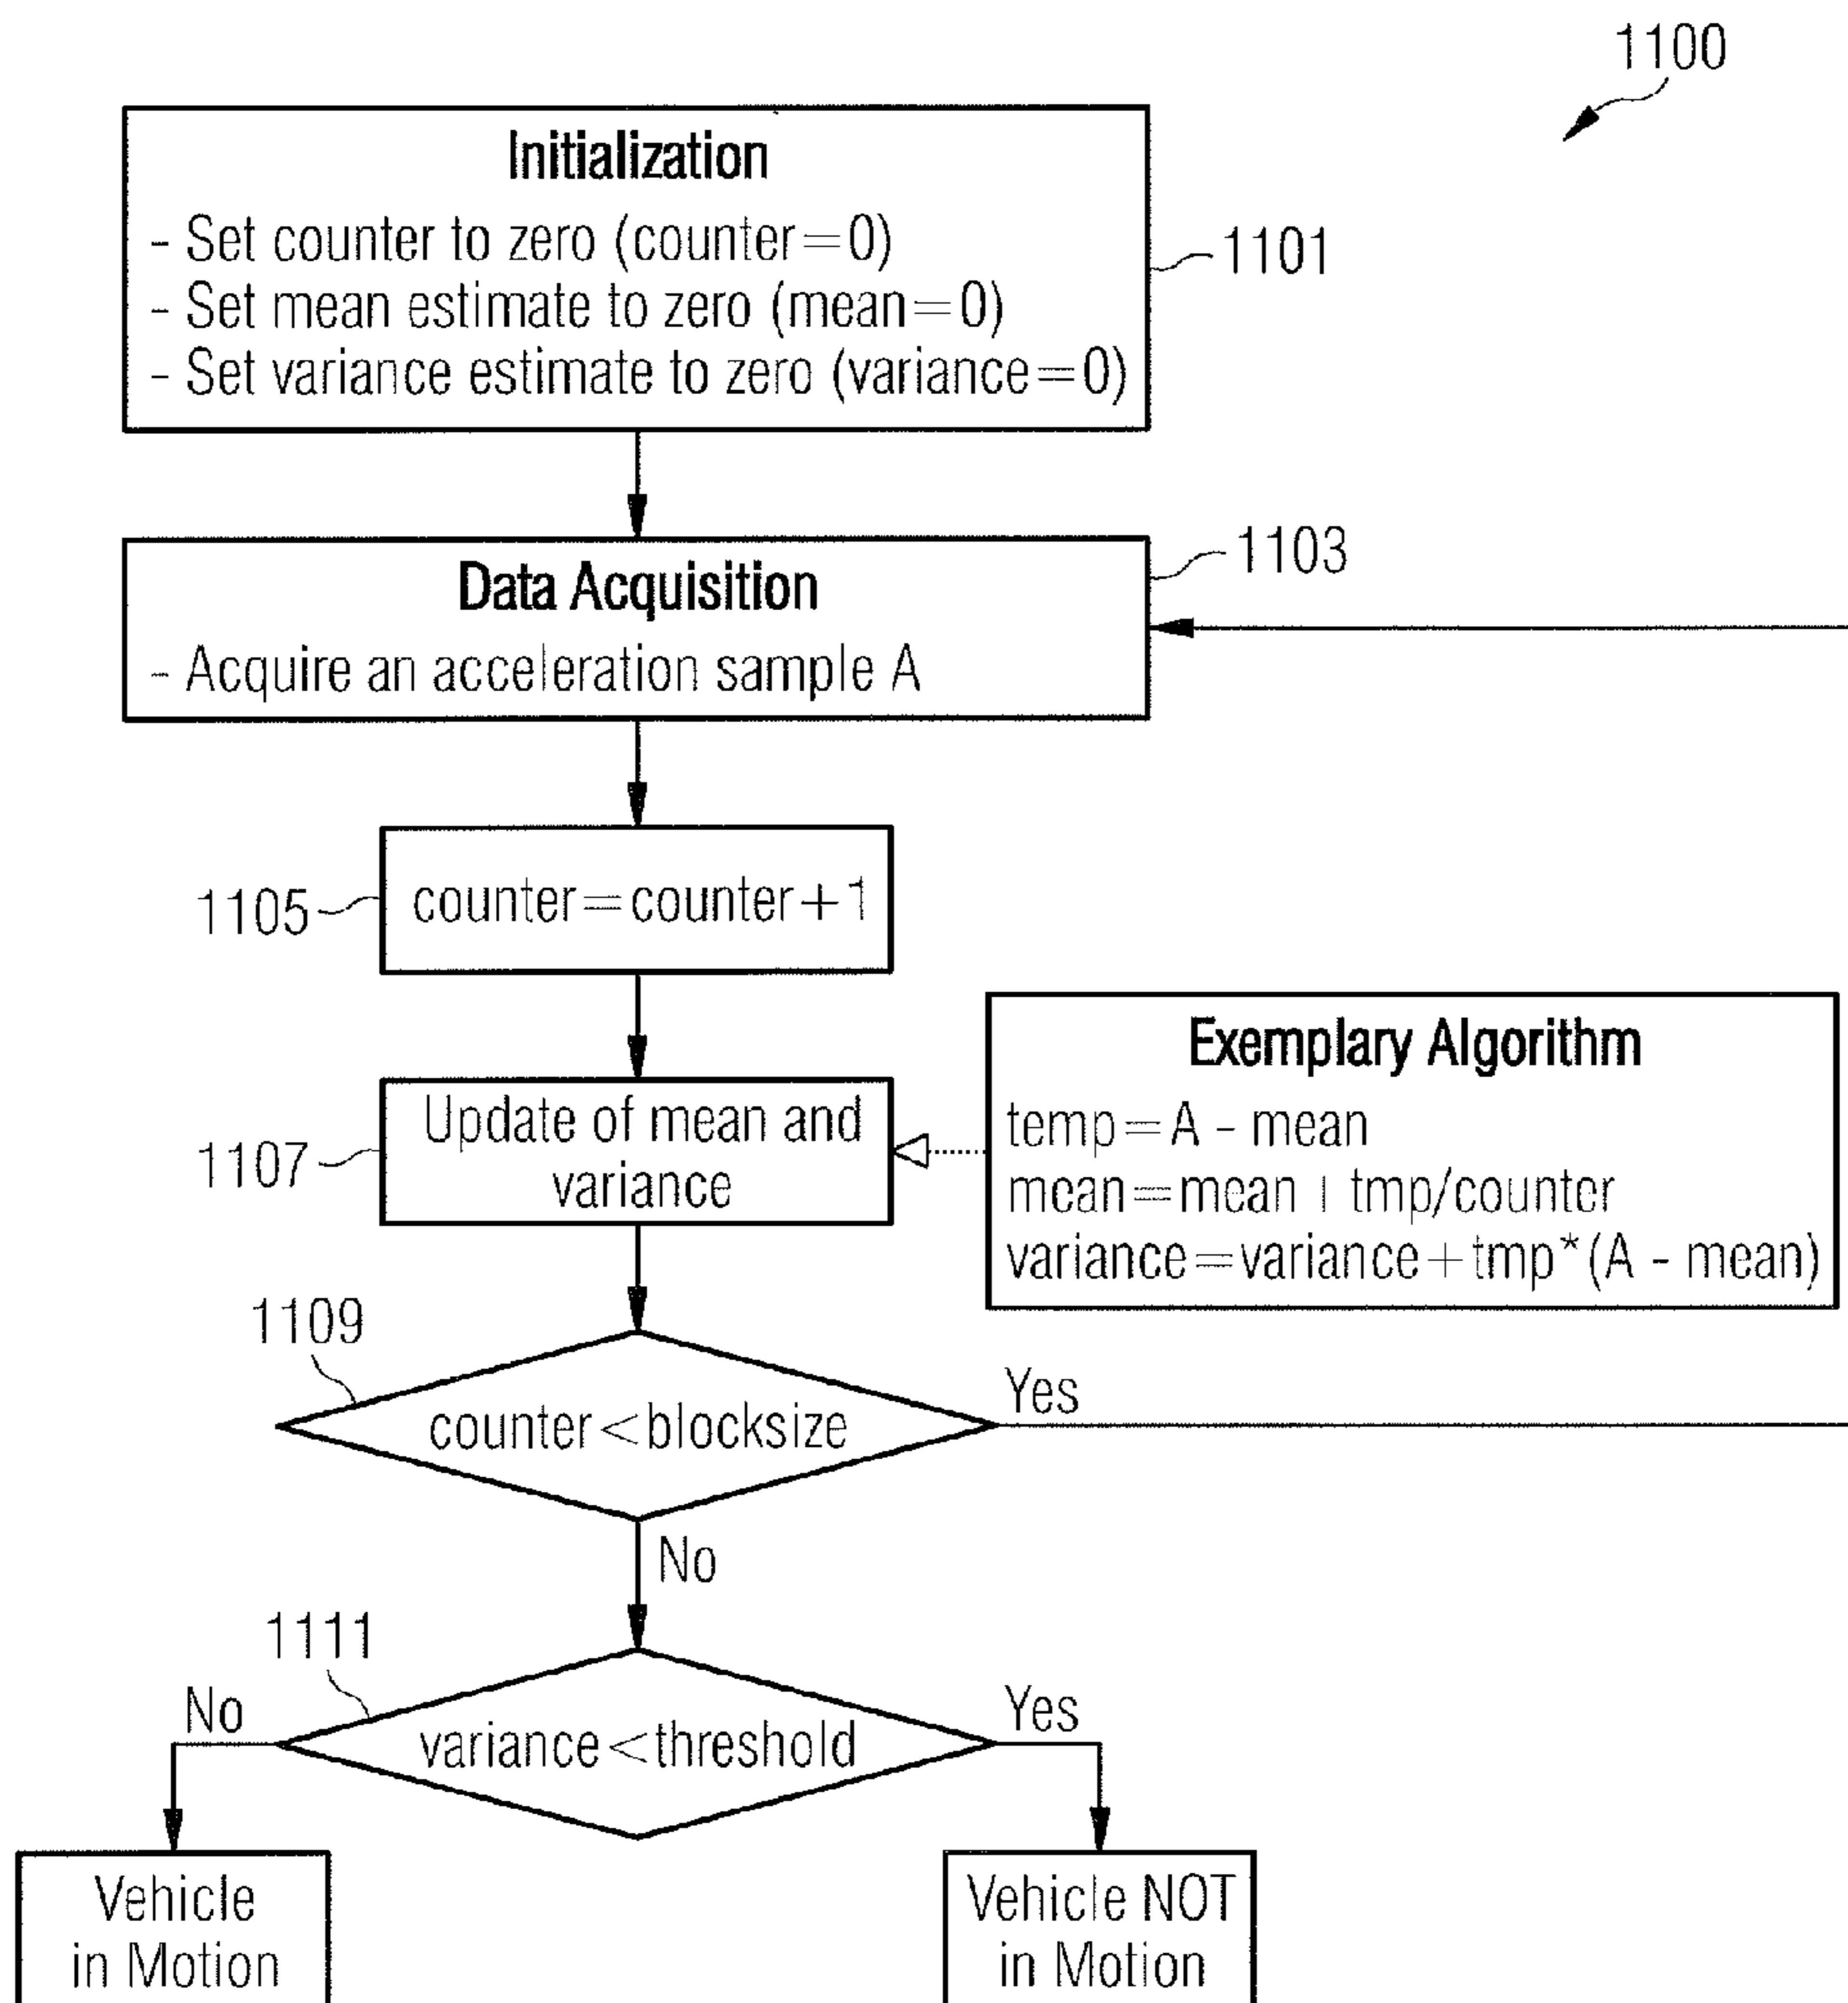 1100
Initialization
- Set counter to zero (counter=0)
- Set mean estimate to zero (mean=0)
- Set variance estimate to zero (variance=0)
1101
Data Acquisition
- Acquire an acceleration sample A
1103
counter=counter+1
1105
Update of mean and
variance
1107
Exemplary Algorithm
temp=A - mean
mean=mean + tmp/counter
variance=variance+tmp*(A - mean)
1109
counter<blocksize
Yes
No
1111
variance<threshold
No
Yes
Vehicle
in Motion
Vehicle NOT
in Motion